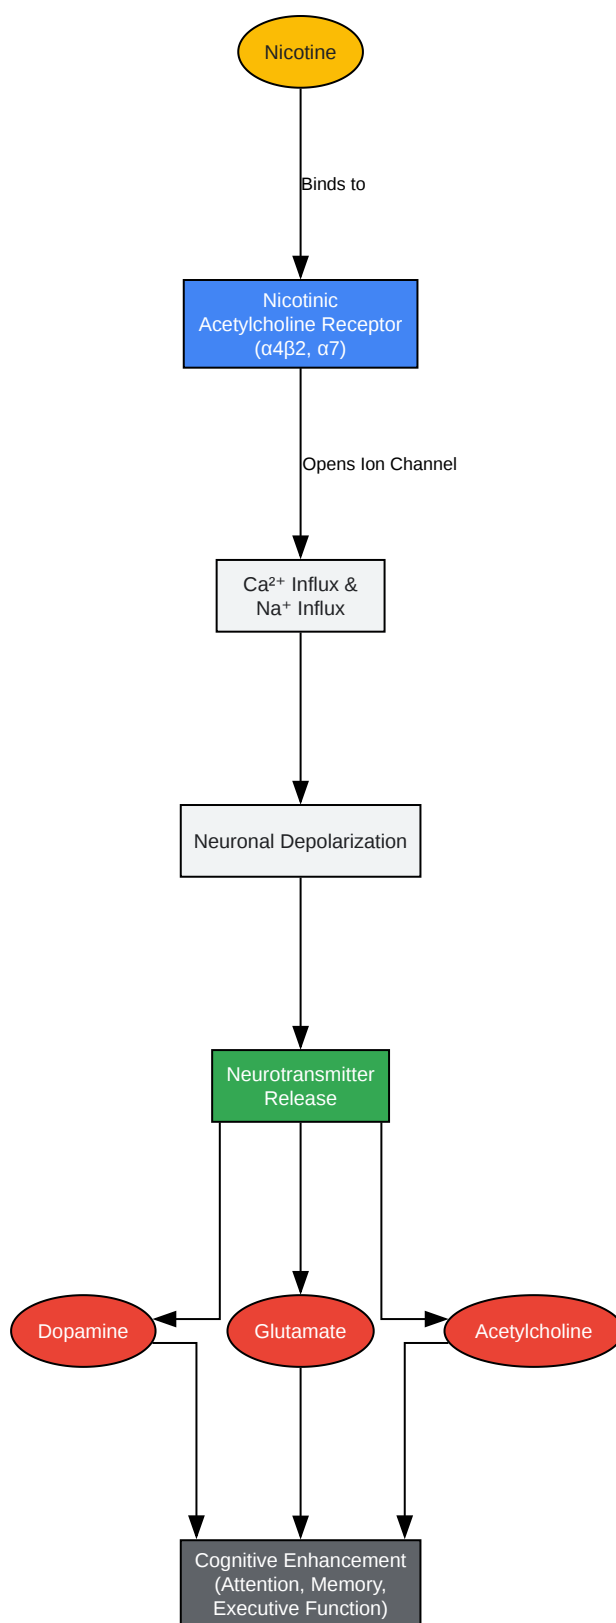 Nicotine
Binds to
Nicotinic
Acetylcholine Receptor
(α4β2, α7)
Opens Ion Channel
Ca²⁺ Influx &
Na⁺ Influx
Neuronal Depolarization
Neurotransmitter
Release
Dopamine
Glutamate
Acetylcholine
Cognitive Enhancement
(Attention, Memory,
Executive Function)